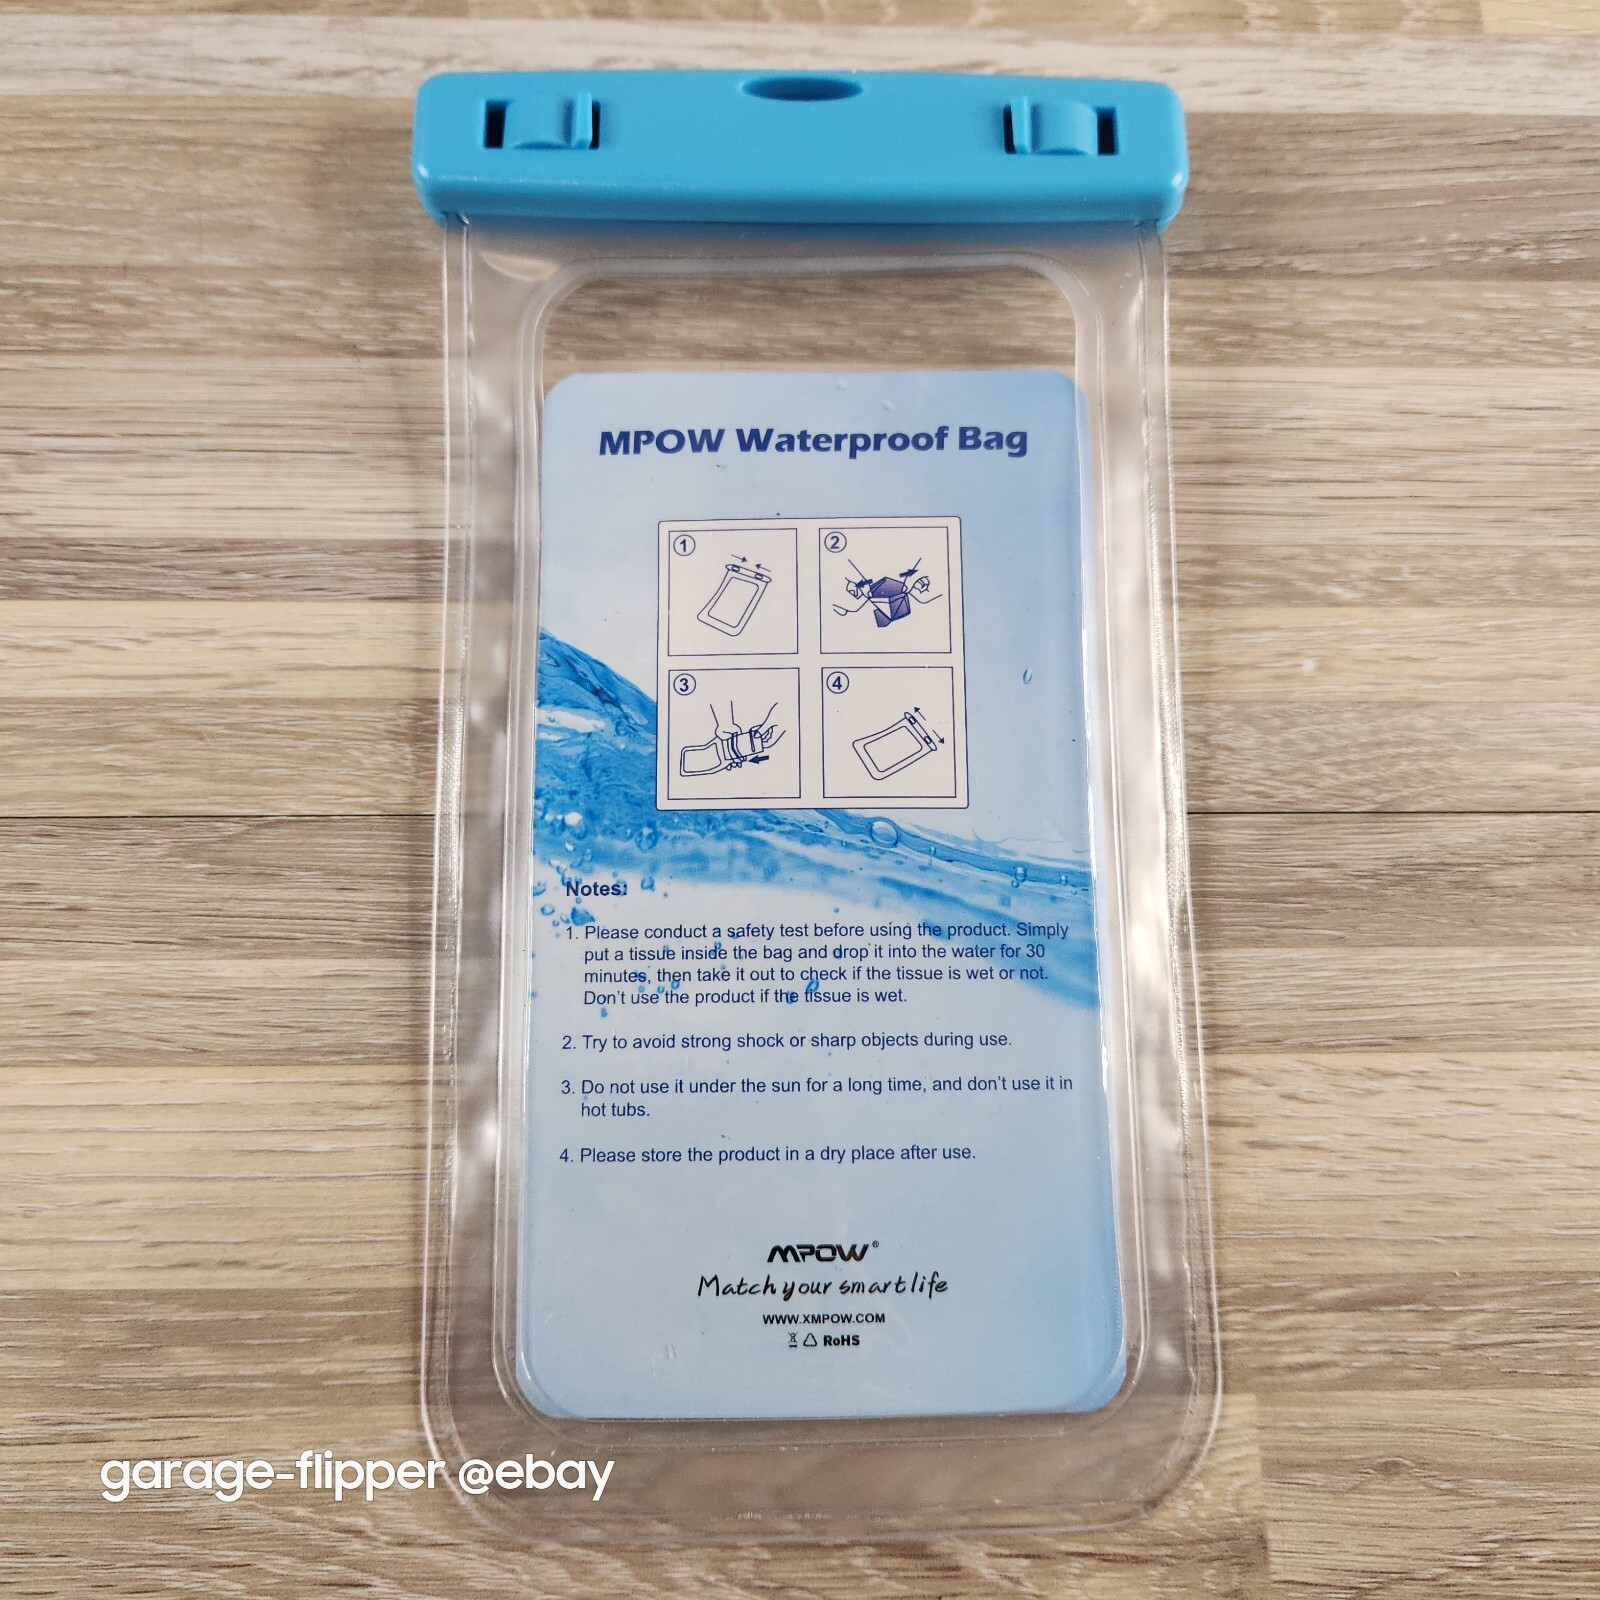 MPOW Waterproof Bag
1
2
3
4
Notes:
1. Please conduct a safety test before using the product. Simply
put a tissue inside the bag and drop it into the water for 30
minutes, then take it out to check if the tissue is wet or not.
Don't use the product if the tissue is wet.
2. Try to avoid strong shock or sharp objects during use.
3. Do not use it under the sun for a long time, and don't use it in
hot tubs.
4. Please store the product in a dry place after use.
MPOW®
Match your smart life
WWW.XMPOW.COM
RoHS
garage-flipper @ebay